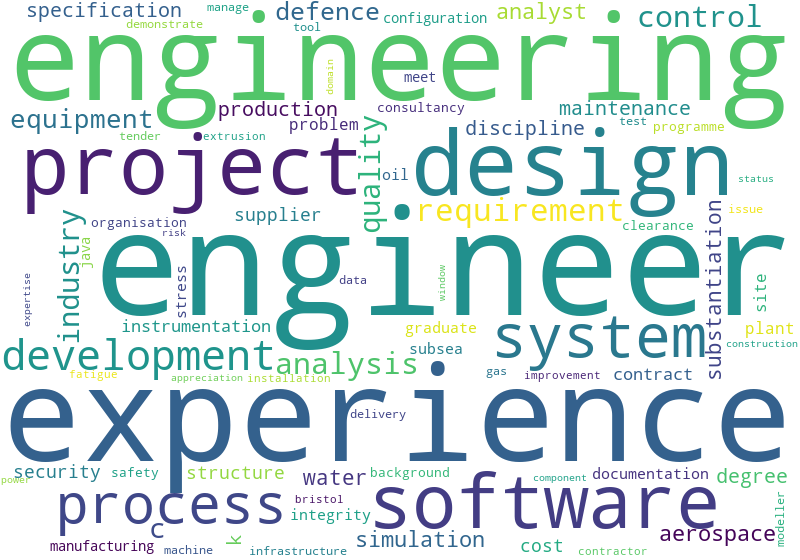 specification
manage
defence
configuration
analyst
control
demonstrate
tool
engineering
domain
meet
equipment
production
consultancy
maintenance
problem
discipline
test
programme
tender
extrusion
project
quality
oil
design
status
supplier
requirement
substantiation
issue
organisation
risk
clearance
industry
java
engineer
expertise
stress
data
window
site
instrumentation
graduate
system
plant
construction
development
analysis
subsea
fatigue
appreciation
installation
gas
improvement
contract
experience
delivery
security
safety
structure
water
background
component
documentation
degree
power
process
bristol
software
modeller
c
k
integrity
simulation
cost
aerospace
manufacturing
machine
infrastructure
contractor